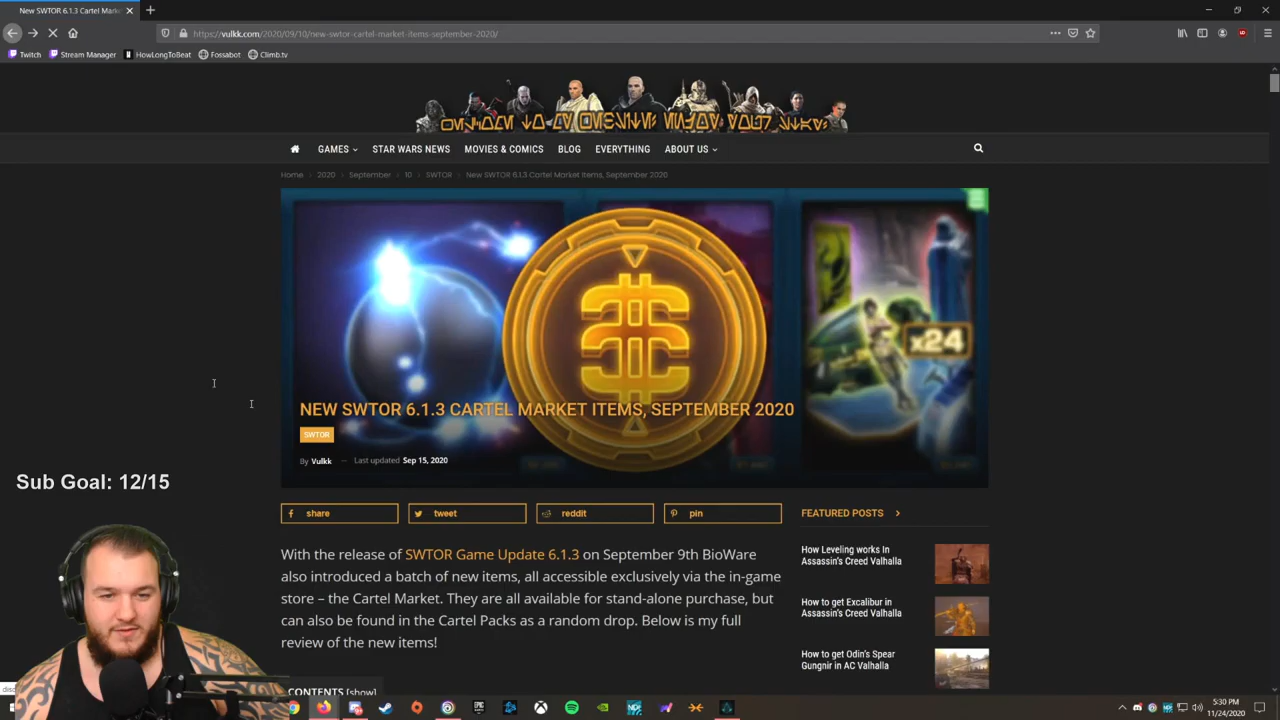 New SWTOR 6.1.3 Cartel Mark
https://vulkk.com/2020/09/10/new-swtor-cartel-market-items-september-2020/
Twitch Stream Manager HowLongToBeat Fossabot Climb.tv
GAMES STAR WARS NEWS MOVIES & COMICS BLOG EVERYTHING ABOUT US
Home 2020 September 10 SWTOR New SWTOR 6.1.3 Cartel Market Items, September 2020
x24
NEW SWTOR 6.1.3 CARTEL MARKET ITEMS, SEPTEMBER 2020
SWTOR
By Vulkk — Last updated Sep 15, 2020
Sub Goal: 12/15
share tweet reddit pin
FEATURED POSTS
With the release of SWTOR Game Update 6.1.3 on September 9th BioWare
also introduced a batch of new items, all accessible exclusively via the in-game
store – the Cartel Market. They are all available for stand-alone purchase, but
can also be found in the Cartel Packs as a random drop. Below is my full
review of the new items!
How Leveling works In
Assassin's Creed Valhalla
How to get Excalibur in
Assassin's Creed Valhalla
How to get Odin's Spear
Gungnir in AC Valhalla
CONTENTS [show]
5:30 PM
11/24/2020